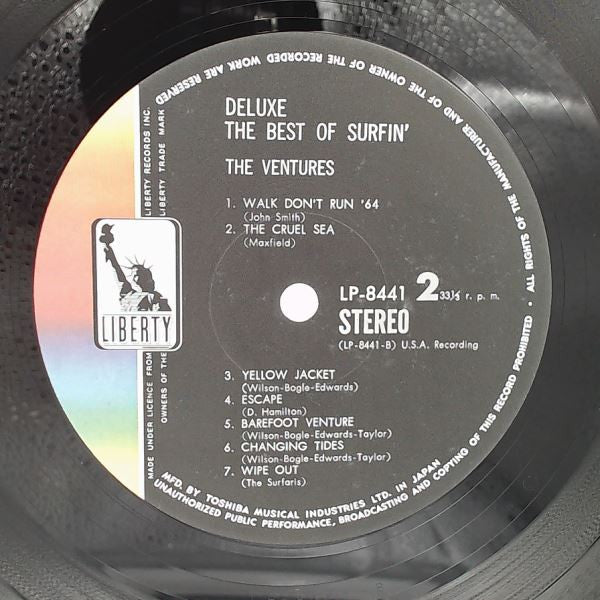 DELUXE
THE BEST OF SURFIN'
THE VENTURES
1. WALK DON'T RUN '64
(John Smith)
2. THE CRUEL SEA
(Maxfield)
LP-8441 2 33⅓ r. p. m.
STEREO
(LP-8441-B) U.S.A. Recording
3. YELLOW JACKET
(Wilson-Bogle-Edwards)
4. ESCAPE
(D. Hamilton)
5. BAREFOOT VENTURE
(Wilson-Bogle-Edwards-Taylor)
6. CHANGING TIDES
(Wilson-Bogle-Edwards-Taylor)
7. WIPE OUT
(The Surfaris)
LIBERTY
MADE UNDER LICENCE FROM LIBERTY RECORDS INC.
OWNERS OF THE LIBERTY TRADE MARK
MFD. BY TOSHIBA MUSICAL INDUSTRIES LTD. IN JAPAN
ALL RIGHTS OF THE MANUFACTURER AND OF THE OWNER OF THE RECORDED WORK ARE RESERVED
UNAUTHORIZED PUBLIC PERFORMANCE, BROADCASTING AND COPYING OF THIS RECORD PROHIBITED •